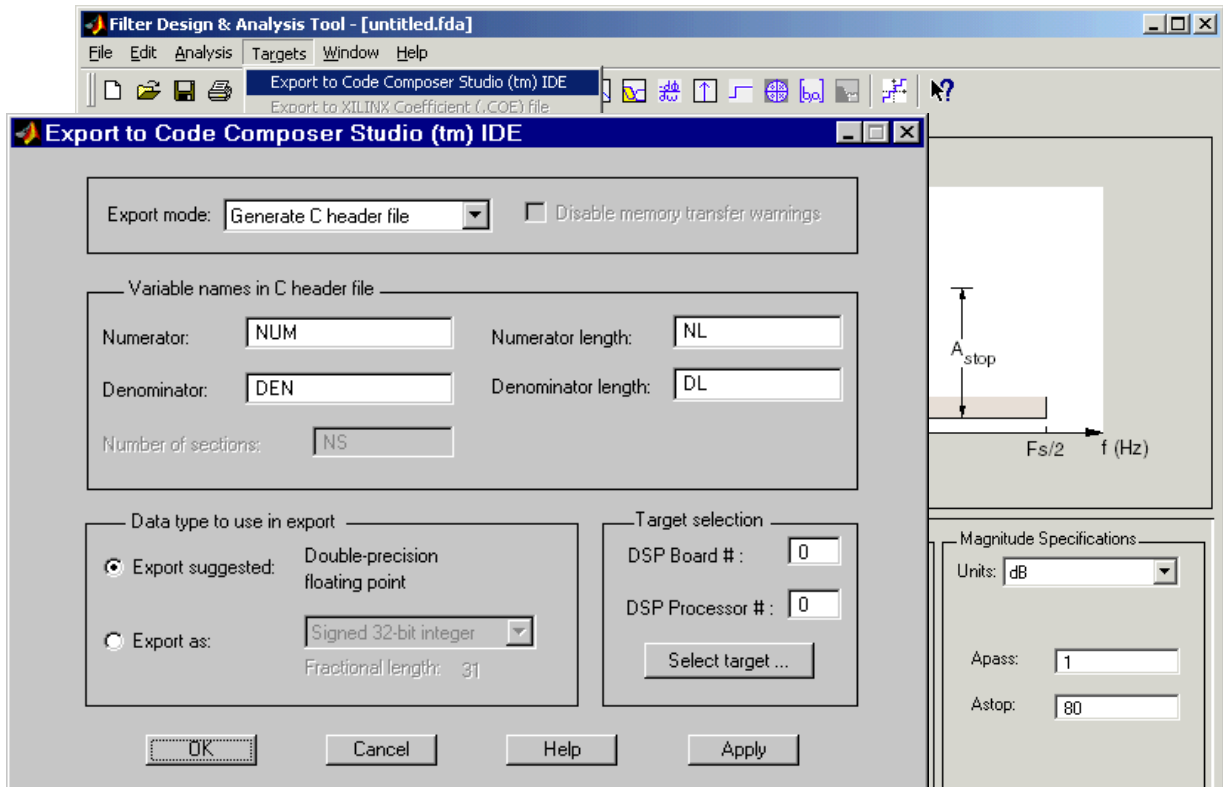 Filter Design & Analysis Tool - [untitled.fda]
File Edit Analysis Targets Window Help
Export to Code Composer Studio (tm) IDE
Export to XILINX Coefficient (.COE) file
Export to Code Composer Studio (tm) IDE
Export mode: Generate C header file Disable memory transfer warnings
Variable names in C header file
Numerator: NUM Numerator length: NL
Denominator: DEN Denominator length: DL
Number of sections: NS
Data type to use in export
Export suggested: Double-precision
floating point
Export as: Signed 32-bit integer
Fractional length: 31
Target selection
DSP Board # : 0
DSP Processor # : 0
Select target ...
OK Cancel Help Apply
Astop
Fs/2 f (Hz)
Magnitude Specifications
Units: dB
Apass: 1
Astop: 80